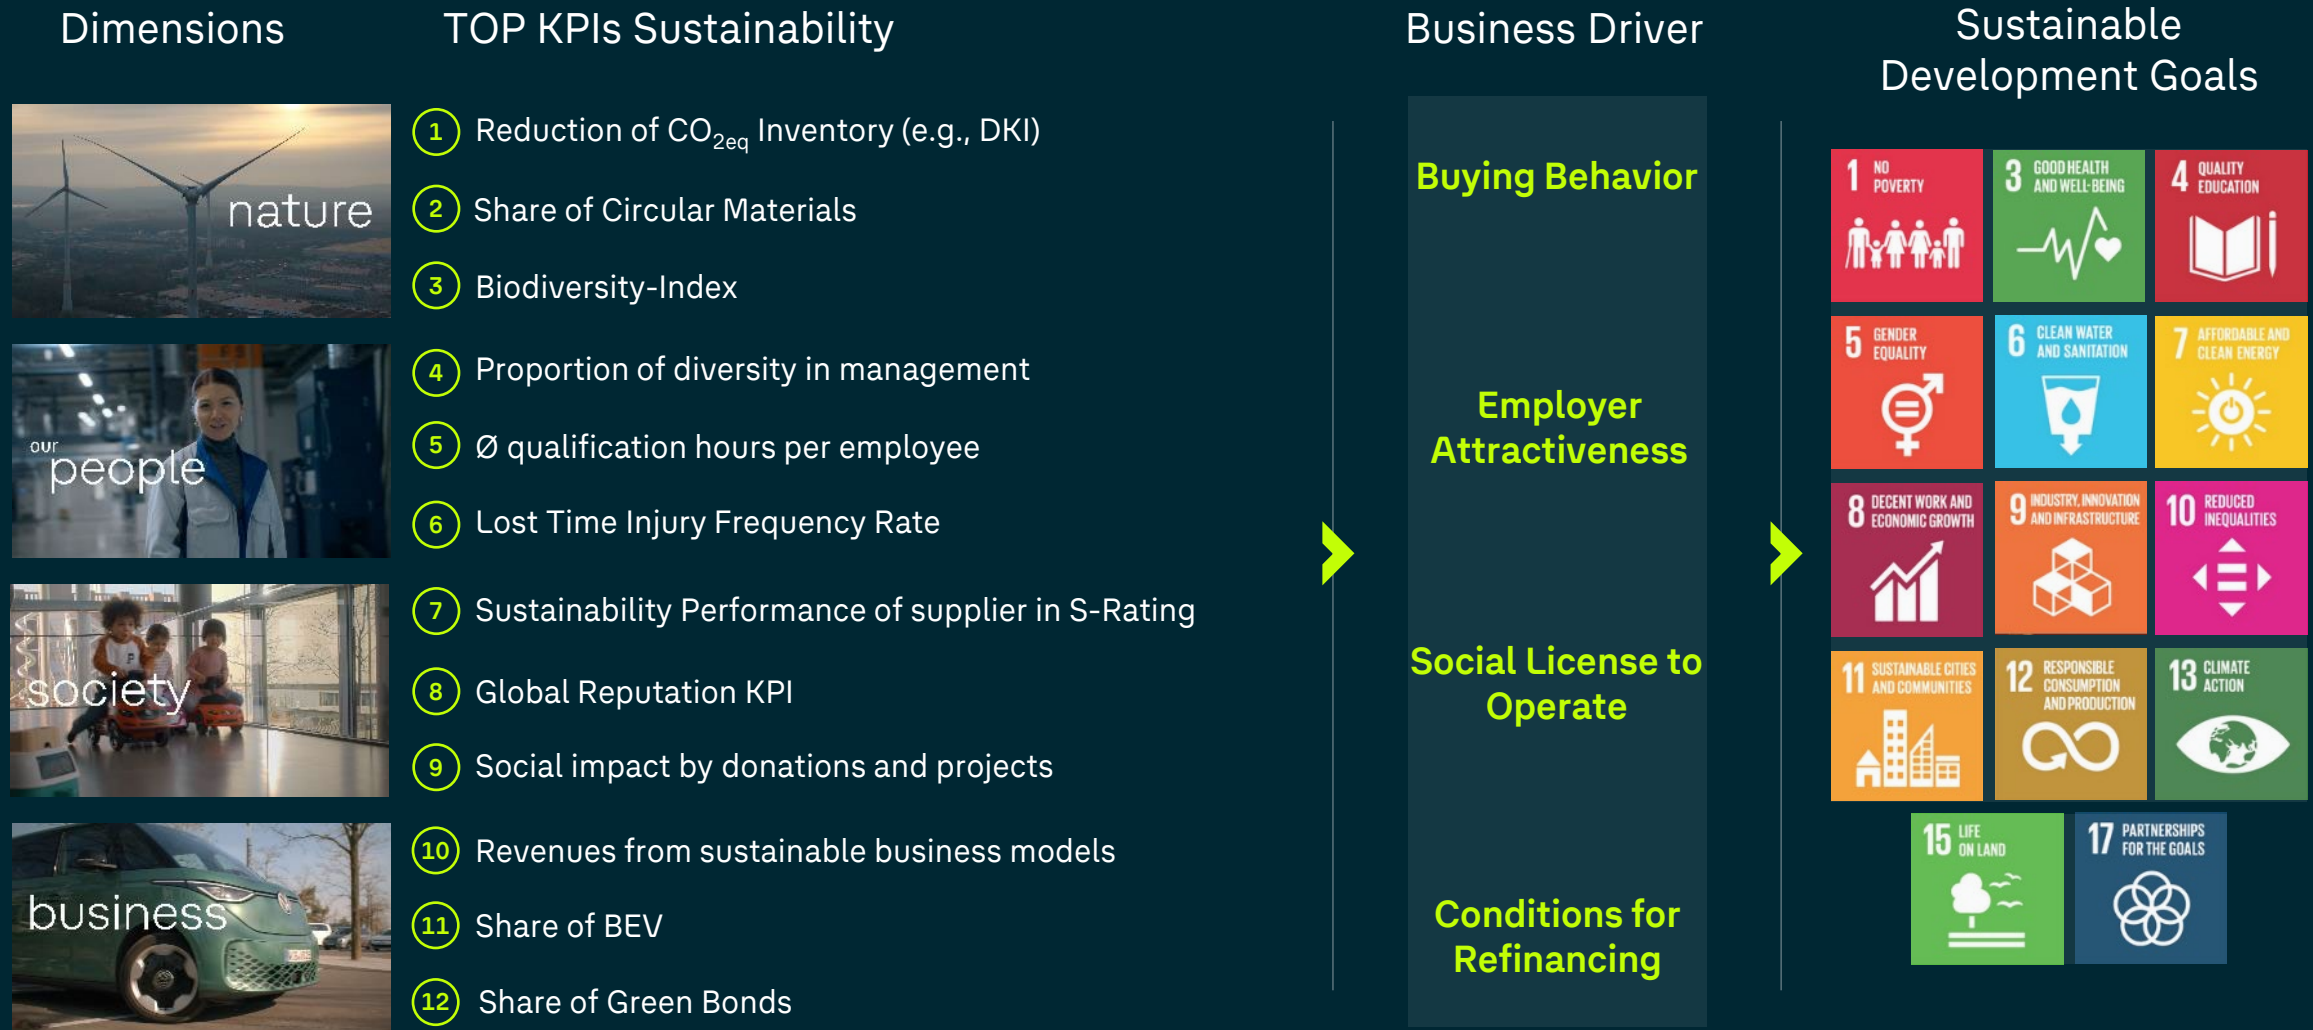 Dimensions
TOP KPIs Sustainability
Business Driver
Sustainable
Development Goals
nature
1 Reduction of CO2eq Inventory (e.g., DKI)
2 Share of Circular Materials
3 Biodiversity-Index
our
people
4 Proportion of diversity in management
5 Ø qualification hours per employee
6 Lost Time Injury Frequency Rate
society
7 Sustainability Performance of supplier in S-Rating
8 Global Reputation KPI
9 Social impact by donations and projects
business
10 Revenues from sustainable business models
11 Share of BEV
12 Share of Green Bonds
Buying Behavior
Employer
Attractiveness
Social License to
Operate
Conditions for
Refinancing
1 NO
POVERTY
3 GOOD HEALTH
AND WELL-BEING
4 QUALITY
EDUCATION
5 GENDER
EQUALITY
6 CLEAN WATER
AND SANITATION
7 AFFORDABLE AND
CLEAN ENERGY
8 DECENT WORK AND
ECONOMIC GROWTH
9 INDUSTRY, INNOVATION
AND INFRASTRUCTURE
10 REDUCED
INEQUALITIES
11 SUSTAINABLE CITIES
AND COMMUNITIES
12 RESPONSIBLE
CONSUMPTION
AND PRODUCTION
13 CLIMATE
ACTION
15 LIFE
ON LAND
17 PARTNERSHIPS
FOR THE GOALS